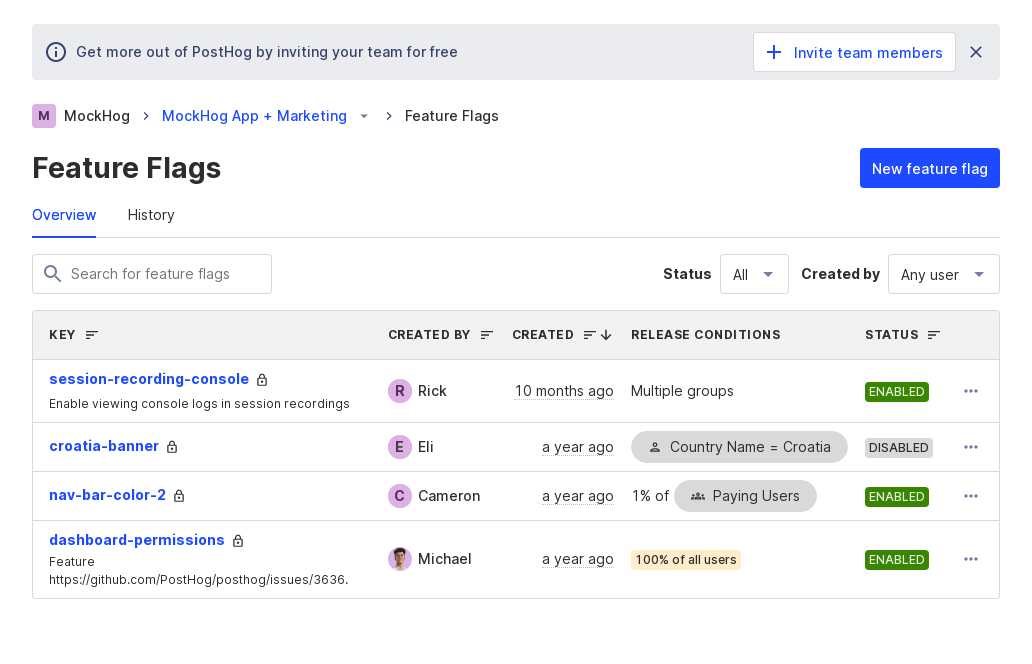 Get more out of PostHog by inviting your team for free
Invite team members
M MockHog MockHog App + Marketing Feature Flags
Feature Flags
New feature flag
Overview History
Search for feature flags Status All Created by Any user
KEY CREATED BY CREATED RELEASE CONDITIONS STATUS
session-recording-console
Enable viewing console logs in session recordings
R Rick 10 months ago Multiple groups ENABLED
croatia-banner E Eli a year ago Country Name = Croatia DISABLED
nav-bar-color-2 C Cameron a year ago 1% of Paying Users ENABLED
dashboard-permissions
Feature
https://github.com/PostHog/posthog/issues/3636.
Michael a year ago 100% of all users ENABLED